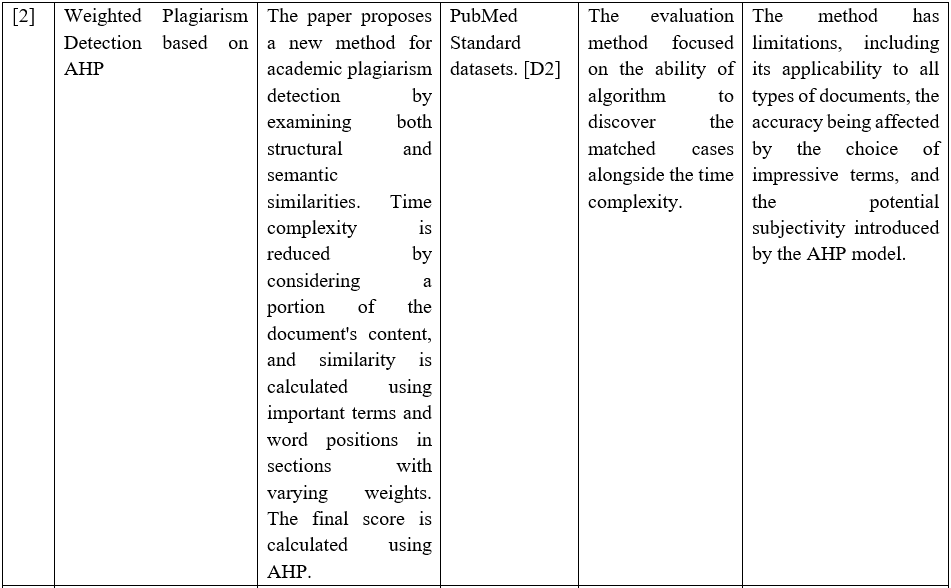 [2]
Weighted Plagiarism
Detection based on
AHP
The paper proposes
a new method for
academic plagiarism
detection by
examining both
structural and
semantic
similarities. Time
complexity is
reduced by
considering a
portion of the
document's content,
and similarity is
calculated using
important terms and
word positions in
sections with
varying weights.
The final score is
calculated using
AHP.
PubMed
Standard
datasets. [D2]
The evaluation
method focused
on the ability of
algorithm to
discover the
matched cases
alongside the time
complexity.
The method has
limitations, including
its applicability to all
types of documents, the
accuracy being affected
by the choice of
impressive terms, and
the potential
subjectivity introduced
by the AHP model.